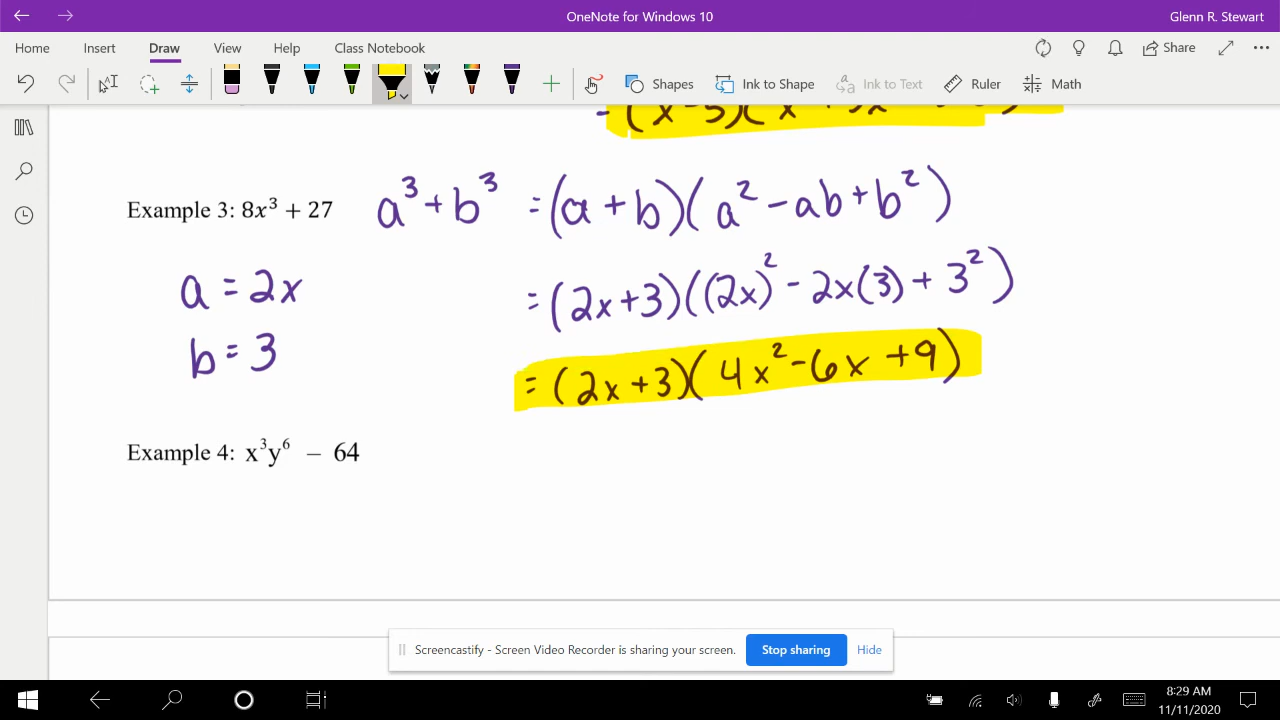 OneNote for Windows 10
Glenn R. Stewart
Home Insert Draw View Help Class Notebook Share
Shapes Ink to Shape Ink to Text Ruler Math
Example 3: 8x³ + 27 a³ + b³ = (a + b)(a² - ab + b²)
a = 2x = (2x + 3)((2x)² - 2x(3) + 3²)
b = 3
= (2x + 3)(4x² - 6x + 9)
Example 4: x³y⁶ – 64
Screencastify - Screen Video Recorder is sharing your screen. Stop sharing Hide
8:29 AM
11/11/2020